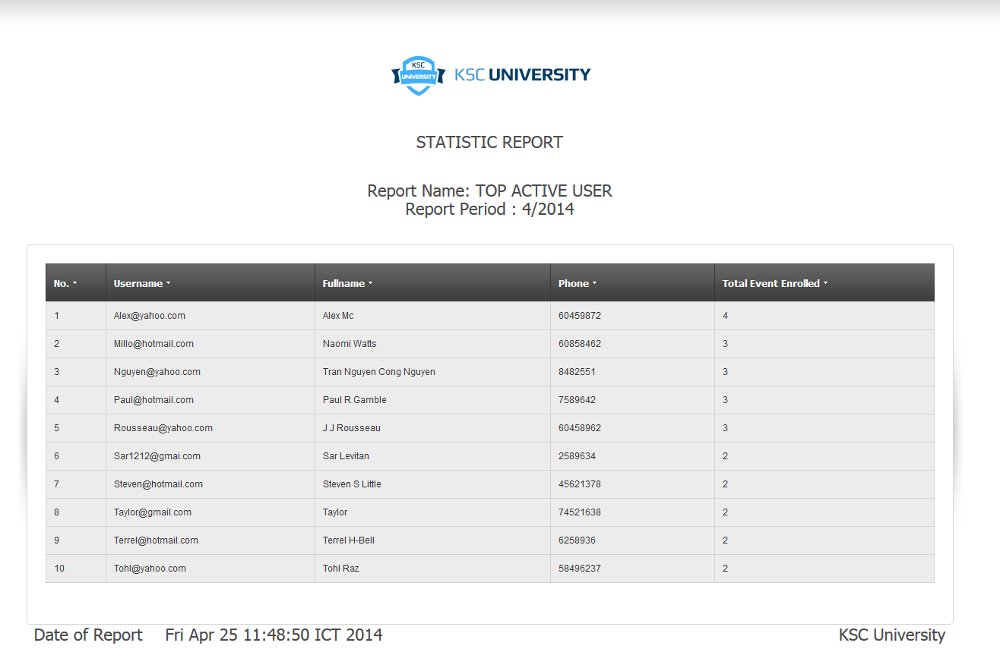 KSC
UNIVERSITY
KSC UNIVERSITY
STATISTIC REPORT
Report Name: TOP ACTIVE USER
Report Period : 4/2014
No. Username Fullname Phone Total Event Enrolled
1 Alex@yahoo.com Alex Mc 60459872 4
2 Millo@hotmail.com Naomi Watts 60858462 3
3 Nguyen@yahoo.com Tran Nguyen Cong Nguyen 8482551 3
4 Paul@hotmail.com Paul R Gamble 7589642 3
5 Rousseau@yahoo.com J J Rousseau 60458962 3
6 Sar1212@gmai.com Sar Levitan 2589634 2
7 Steven@hotmail.com Steven S Little 45621378 2
8 Taylor@gmail.com Taylor 74521638 2
9 Terrel@hotmail.com Terrel H-Bell 6258936 2
10 Tohl@yahoo.com Tohl Raz 58496237 2
Date of Report Fri Apr 25 11:48:50 ICT 2014 KSC University